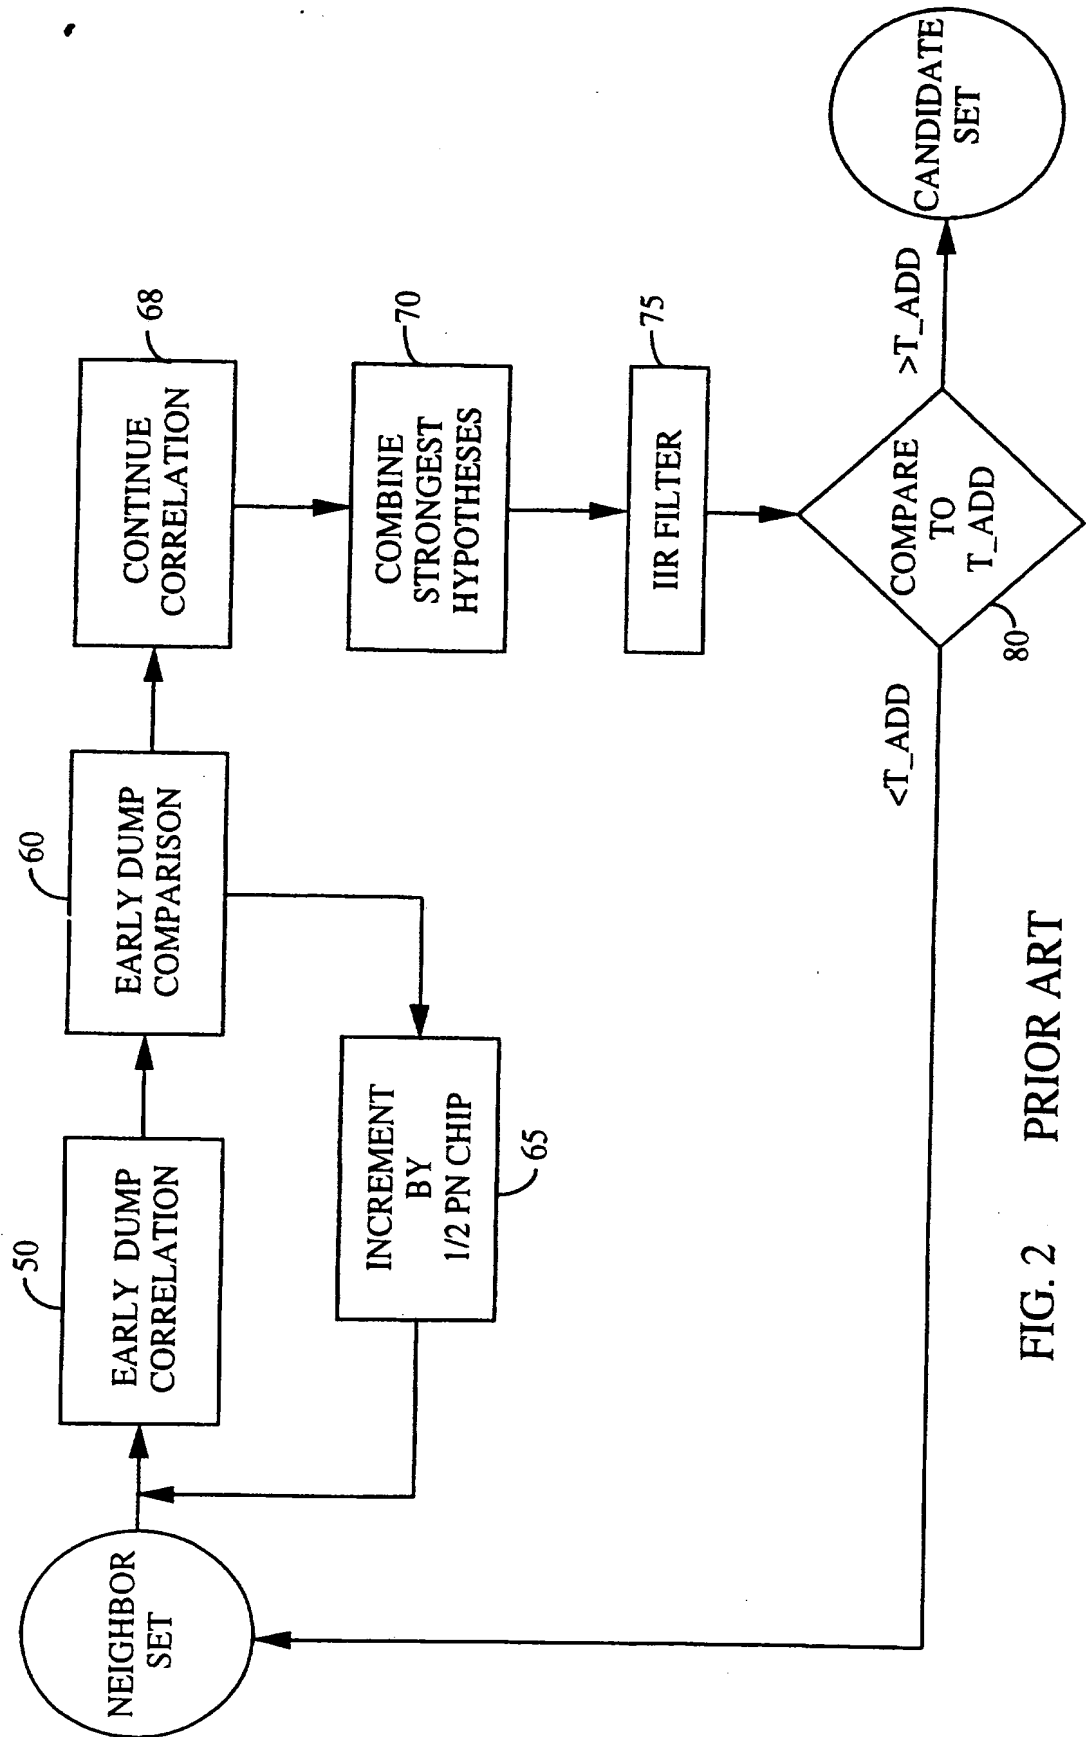 NEIGHBOR
SET
50
EARLY DUMP
CORRELATION
60
EARLY DUMP
COMPARISON
INCREMENT
BY
1/2 PN CHIP
65
68
CONTINUE
CORRELATION
70
COMBINE
STRONGEST
HYPOTHESES
75
IIR FILTER
COMPARE
TO
T_ADD
80
<T_ADD
>T_ADD
CANDIDATE
SET
FIG. 2 PRIOR ART